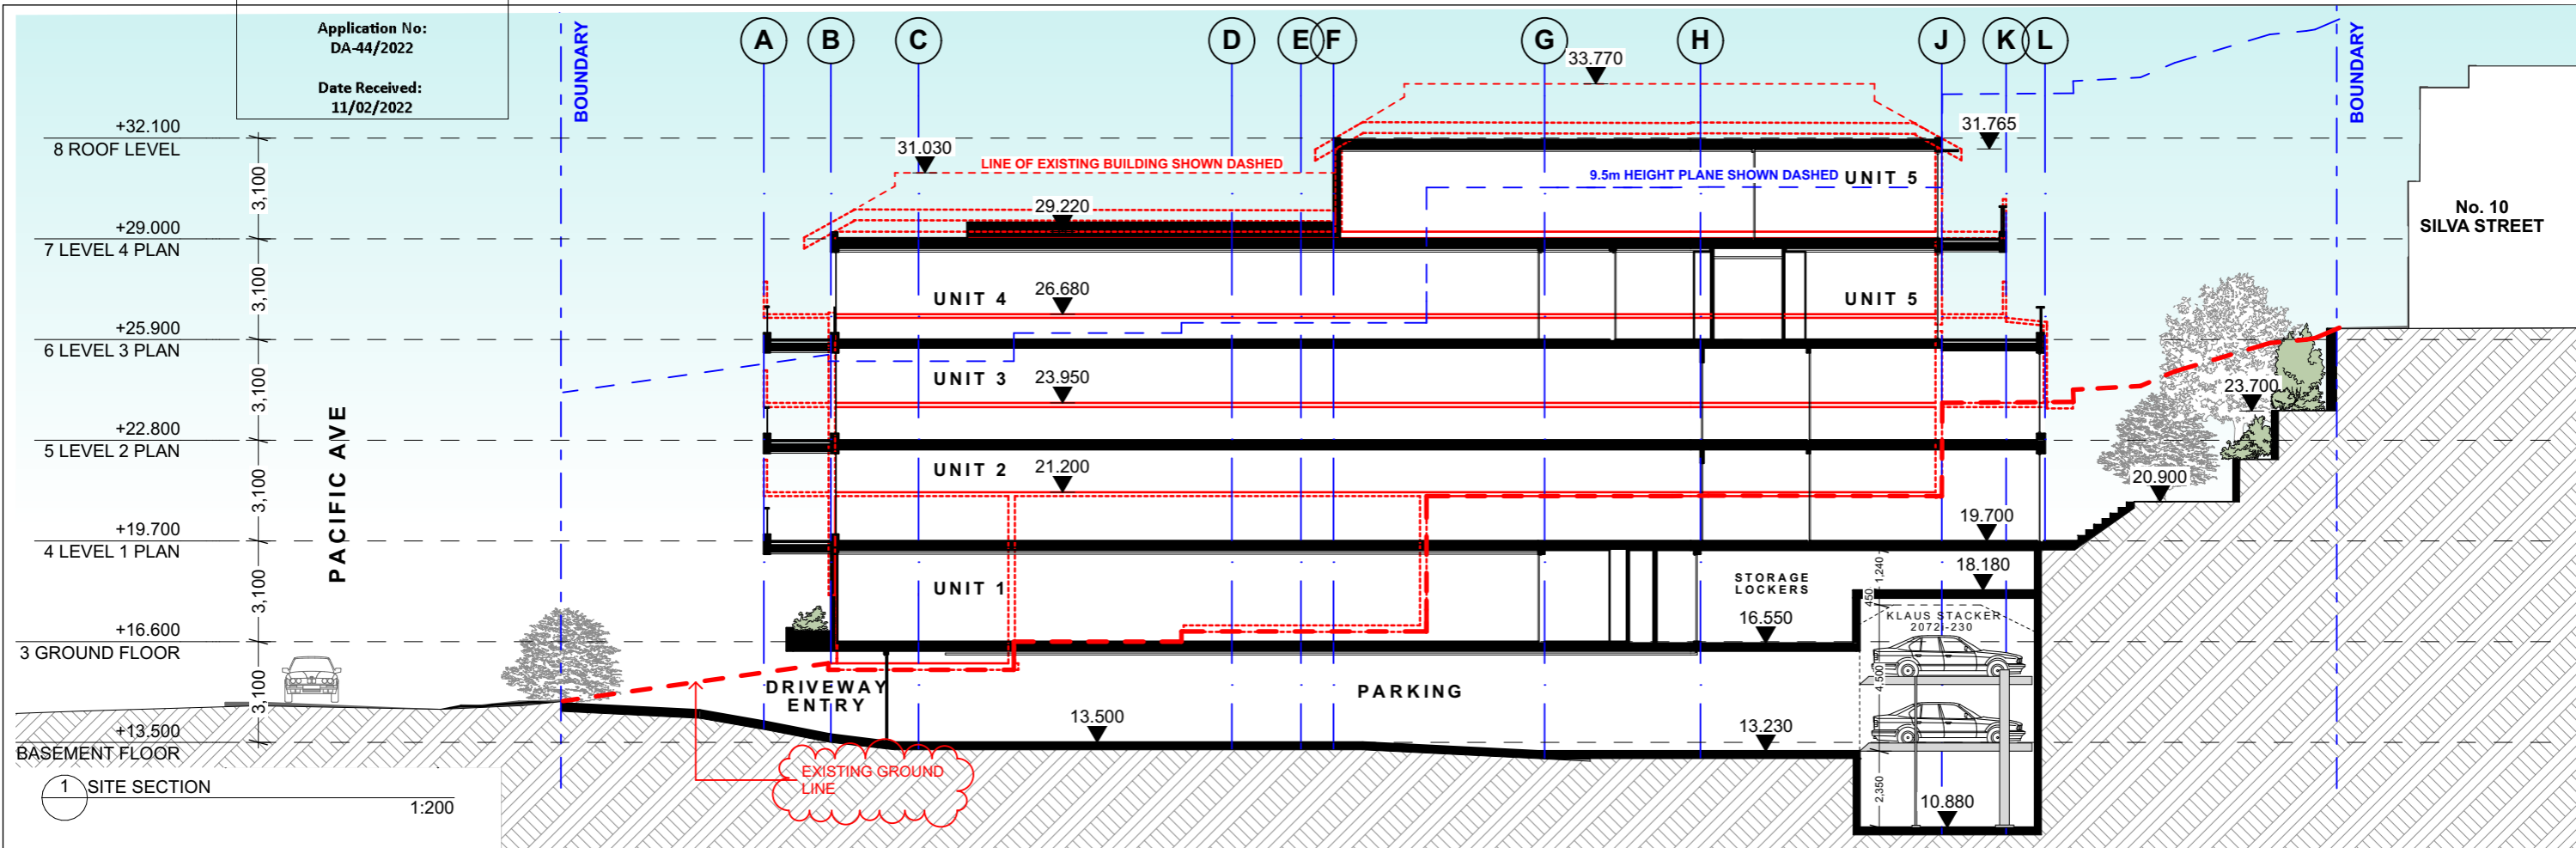 Application No:
DA-44/2022
Date Received:
11/02/2022
BOUNDARY
A
B
C
D
E
F
G
H
J
K
L
BOUNDARY
33.770
31.765
31.030
LINE OF EXISTING BUILDING SHOWN DASHED
9.5m HEIGHT PLANE SHOWN DASHED
UNIT 5
29.220
No. 10
SILVA STREET
+32.100
8 ROOF LEVEL
3,100
+29.000
7 LEVEL 4 PLAN
3,100
+25.900
6 LEVEL 3 PLAN
3,100
+22.800
5 LEVEL 2 PLAN
3,100
+19.700
4 LEVEL 1 PLAN
3,100
+16.600
3 GROUND FLOOR
3,100
+13.500
BASEMENT FLOOR
PACIFIC AVE
UNIT 4
26.680
UNIT 5
UNIT 3
23.950
23.700
UNIT 2
21.200
20.900
19.700
UNIT 1
STORAGE
LOCKERS
16.550
1,240
18.180
450
KLAUS STACKER
2072i-230
4,500
DRIVEWAY
ENTRY
PARKING
13.500
13.230
2,350
10.880
EXISTING GROUND
LINE
1 SITE SECTION
1:200